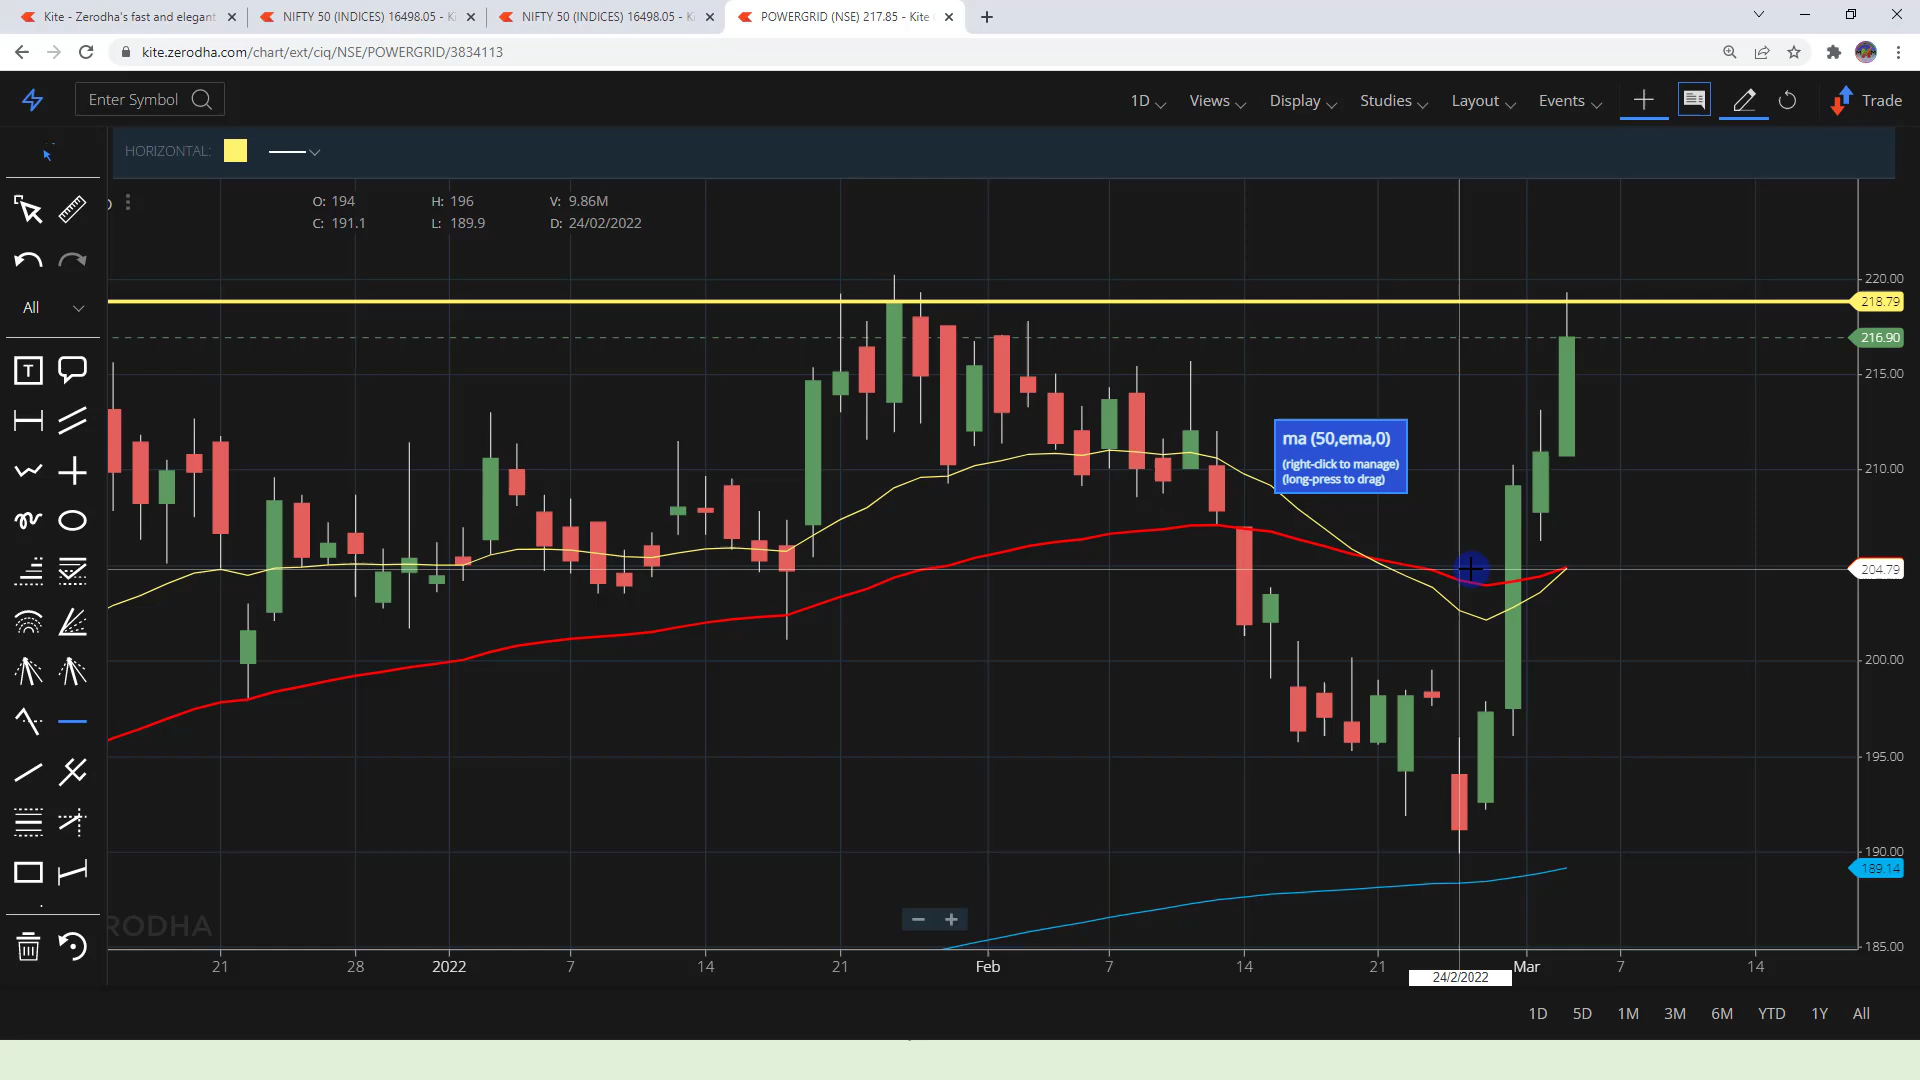 Kite - Zerodha's fast and elegant
NIFTY 50 (INDICES) 16498.05 - Ki
NIFTY 50 (INDICES) 16498.05 - Ki
POWERGRID (NSE) 217.85 - Kite
kite.zerodha.com/chart/ext/ciq/NSE/POWERGRID/3834113
Enter Symbol
1D
Views
Display
Studies
Layout
Events
Trade
HORIZONTAL:
O: 194
H: 196
V: 9.86M
C: 191.1
L: 189.9
D: 24/02/2022
All
T
220.00
218.79
216.90
215.00
ma (50,ema,0)
(right-click to manage)
(long-press to drag)
210.00
204.79
200.00
195.00
190.00
189.14
185.00
RODHA
21
28
2022
7
14
21
Feb
7
14
21
24/2/2022
Mar
7
14
1D
5D
1M
3M
6M
YTD
1Y
All